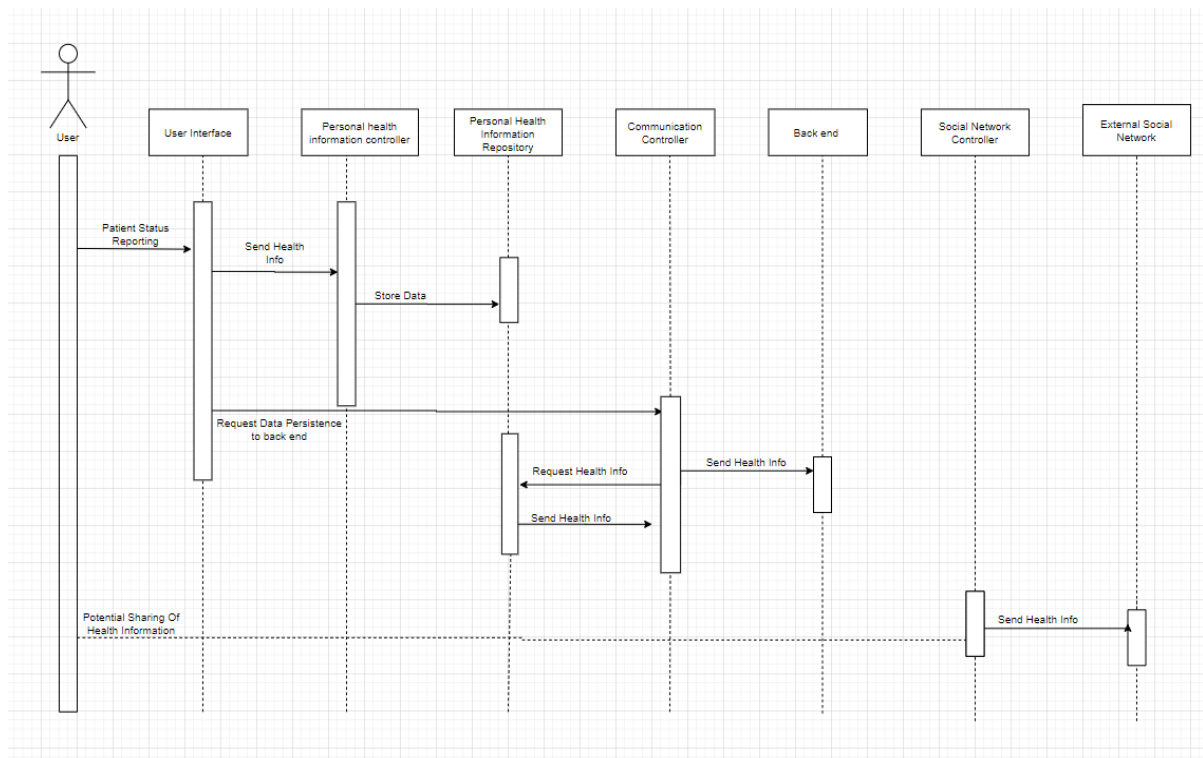 User
User Interface
Personal health
information controller
Personal Health
Information
Repository
Communication
Controller
Back end
Social Network
Controller
External Social
Network
Patient Status
Reporting
Send Health
Info
Store Data
Request Data Persistence
to back end
Send Health Info
Request Health Info
Send Health Info
Potential Sharing Of
Health Information
Send Health Info